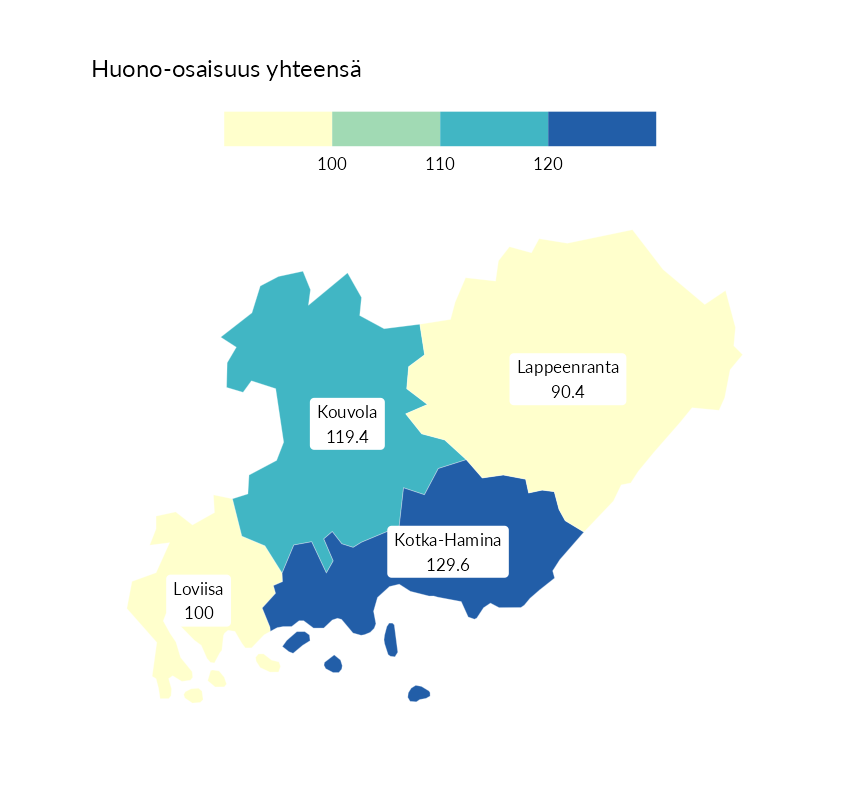 Huono-osaisuus yhteensä
100 110 120
Lappeenranta
90.4
Kouvola
119.4
Kotka-Hamina
129.6
Loviisa
100